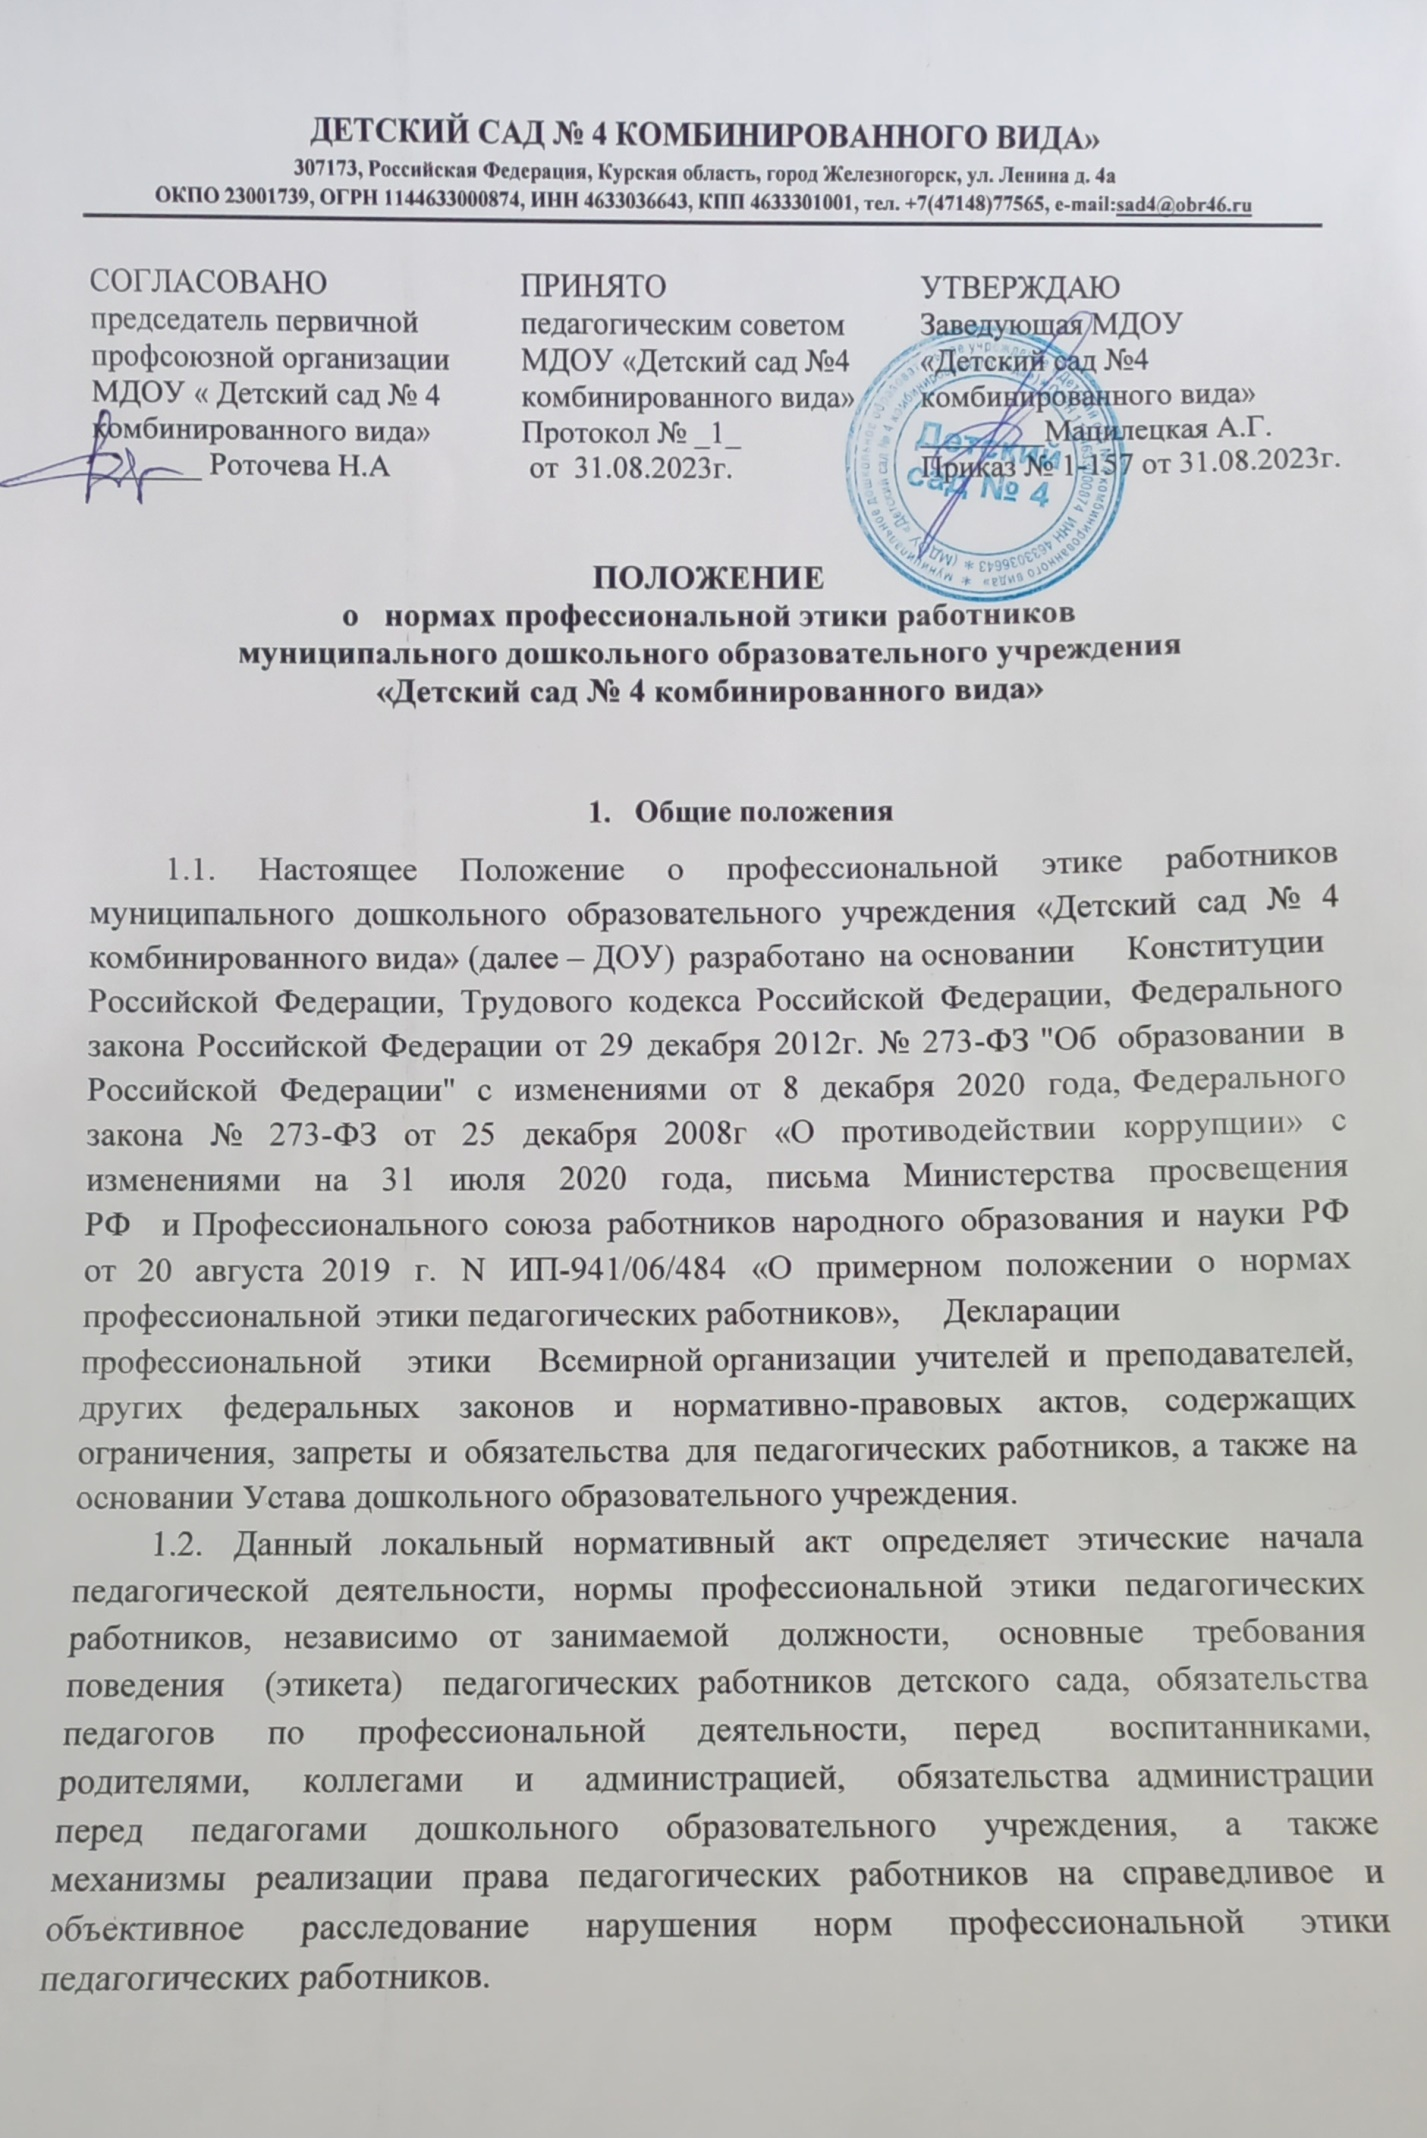 ДЕТСКИЙ САД № 4 КОМБИНИРОВАННОГО ВИДА»
307173, Российская Федерация, Курская область, город Железногорск, ул. Ленина д. 4а
ОКПО 23001739, ОГРН 1144633000874, ИНН 4633036643, КПП 4633301001, тел. +7(47148)77565, e-mail:sad4@obr46.ru
СОГЛАСОВАНО
председатель первичной
профсоюзной организации
МДОУ « Детский сад № 4
комбинированного вида»
Роточева Н.А
ПРИНЯТО
педагогическим советом
МДОУ «Детский сад №4
комбинированного вида»
Протокол № _1_
от 31.08.2023г.
УТВЕРЖДАЮ
Заведующая МДОУ
«Детский сад №4
комбинированного вида»
________Мацилецкая А.Г.
Приказ № 1-157 от 31.08.2023г.
Детский
сад № 4
ПОЛОЖЕНИЕ
о нормах профессиональной этики работников
муниципального дошкольного образовательного учреждения
«Детский сад № 4 комбинированного вида»
1. Общие положения
1.1. Настоящее Положение о профессиональной этике работников
муниципального дошкольного образовательного учреждения «Детский сад № 4
комбинированного вида» (далее – ДОУ) разработано на основании Конституции
Российской Федерации, Трудового кодекса Российской Федерации, Федерального
закона Российской Федерации от 29 декабря 2012г. № 273-ФЗ "Об образовании в
Российской Федерации" с изменениями от 8 декабря 2020 года, Федерального
закона № 273-ФЗ от 25 декабря 2008г «О противодействии коррупции» с
изменениями на 31 июля 2020 года, письма Министерства просвещения
РФ и Профессионального союза работников народного образования и науки РФ
от 20 августа 2019 г. N ИП-941/06/484 «О примерном положении о нормах
профессиональной этики педагогических работников», Декларации
профессиональной этики Всемирной организации учителей и преподавателей,
других федеральных законов и нормативно-правовых актов, содержащих
ограничения, запреты и обязательства для педагогических работников, а также на
основании Устава дошкольного образовательного учреждения.
1.2. Данный локальный нормативный акт определяет этические начала
педагогической деятельности, нормы профессиональной этики педагогических
работников, независимо от занимаемой должности, основные требования
поведения (этикета) педагогических работников детского сада, обязательства
педагогов по профессиональной деятельности, перед воспитанниками,
родителями, коллегами и администрацией, обязательства администрации
перед педагогами дошкольного образовательного учреждения, а также
механизмы реализации права педагогических работников на справедливое и
объективное расследование нарушения норм профессиональной этики
педагогических работников.